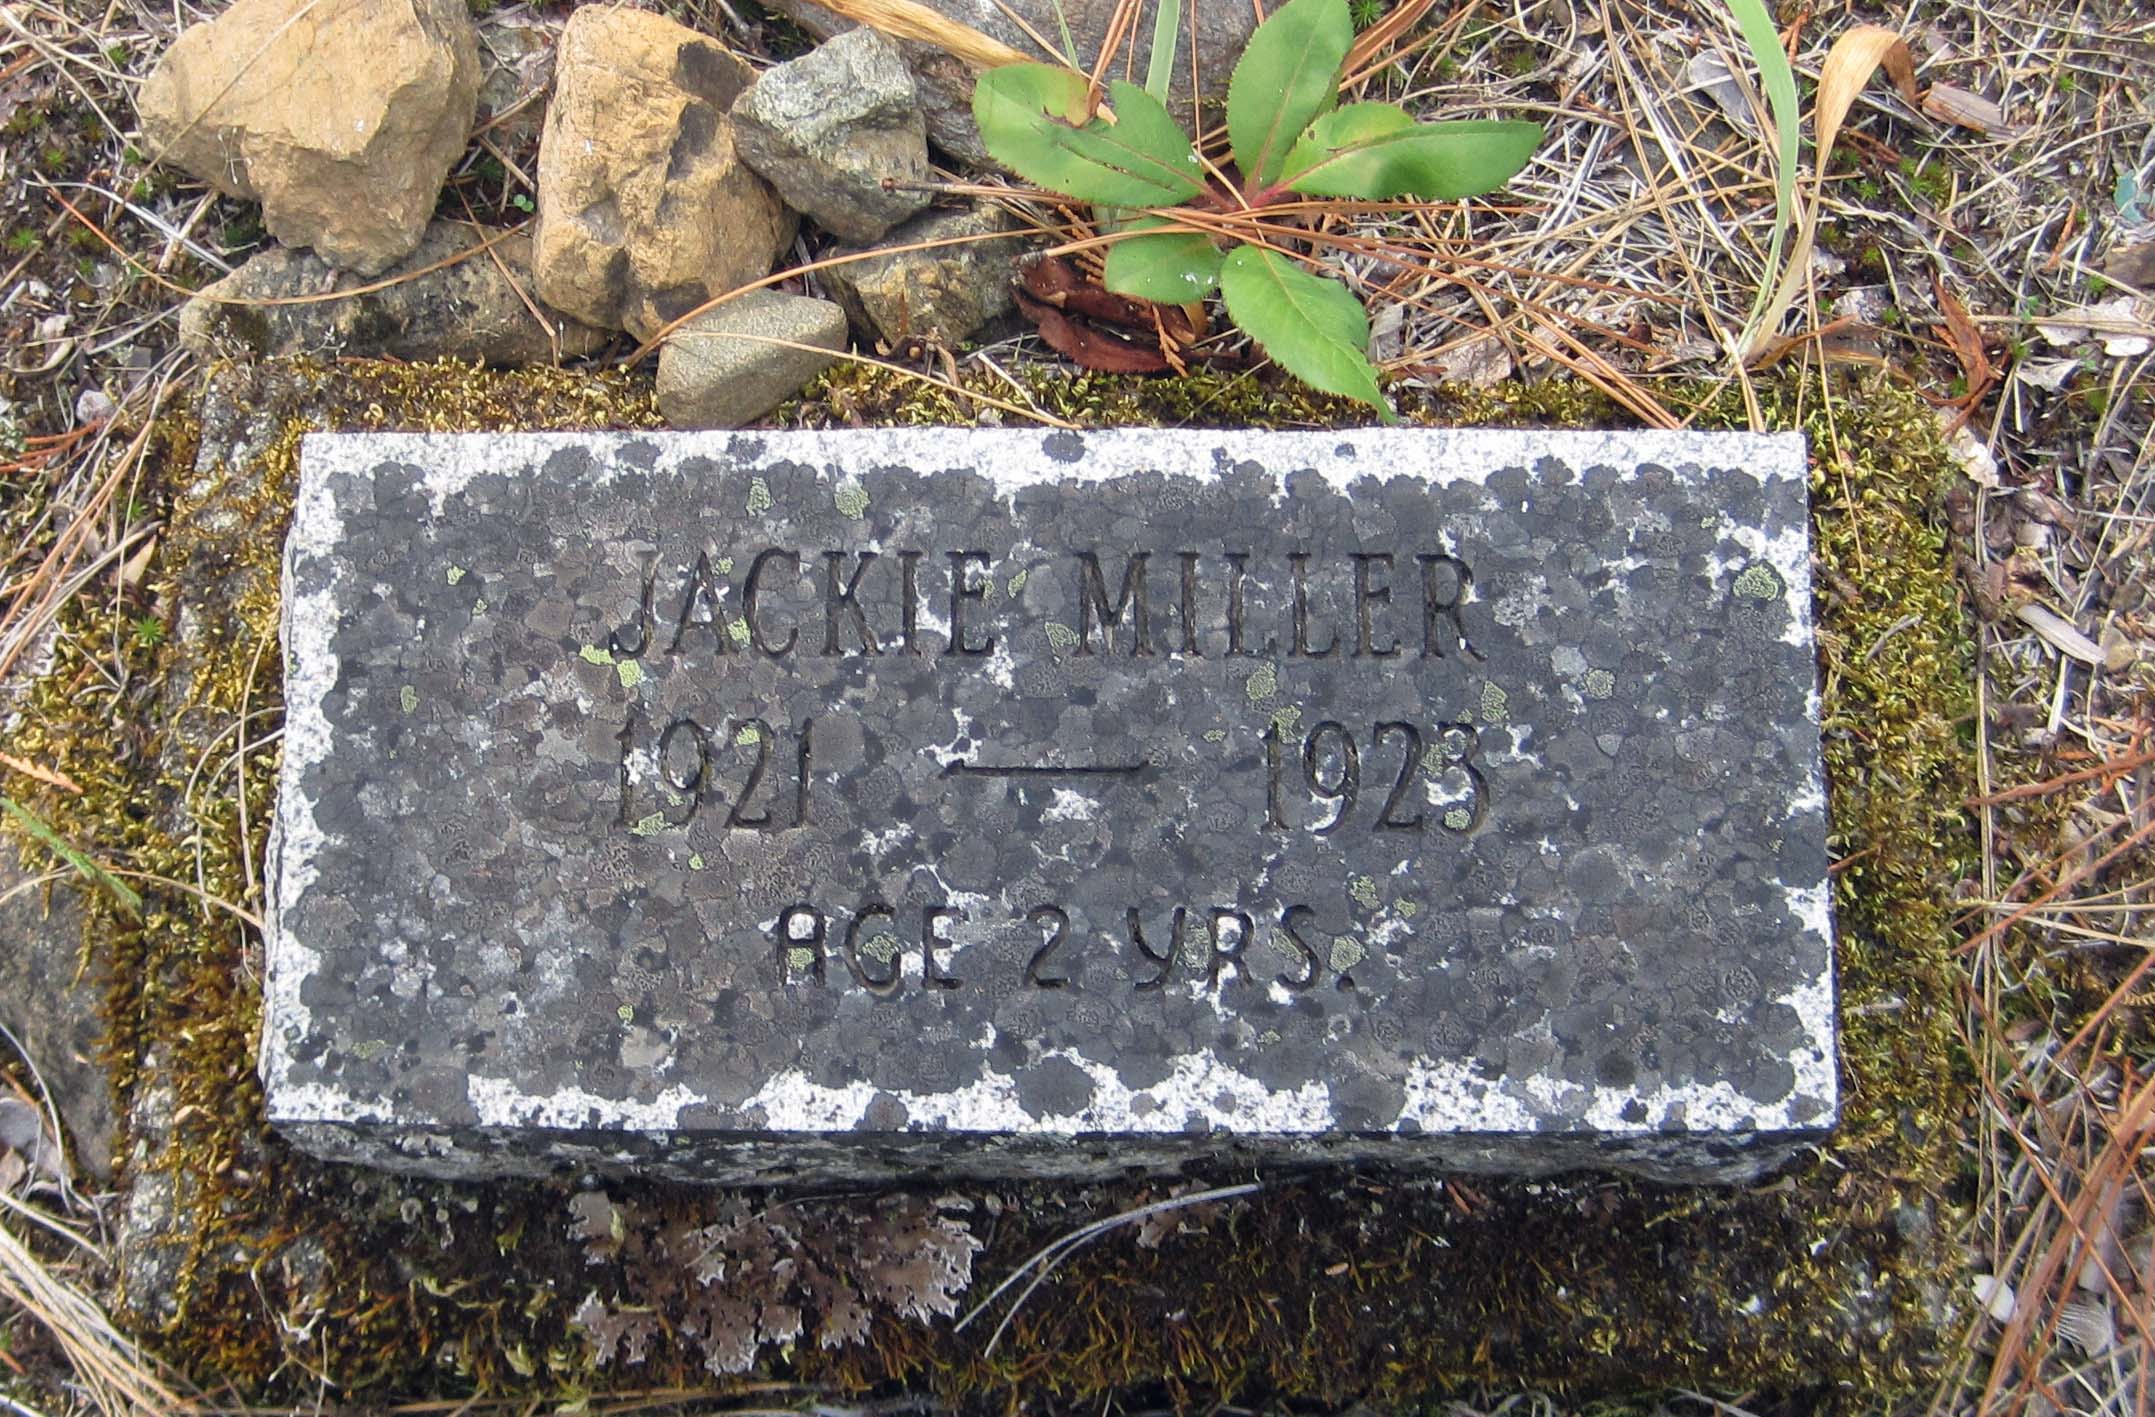 JACKIE MILLER
1921 — 1923
AGE 2 YRS.